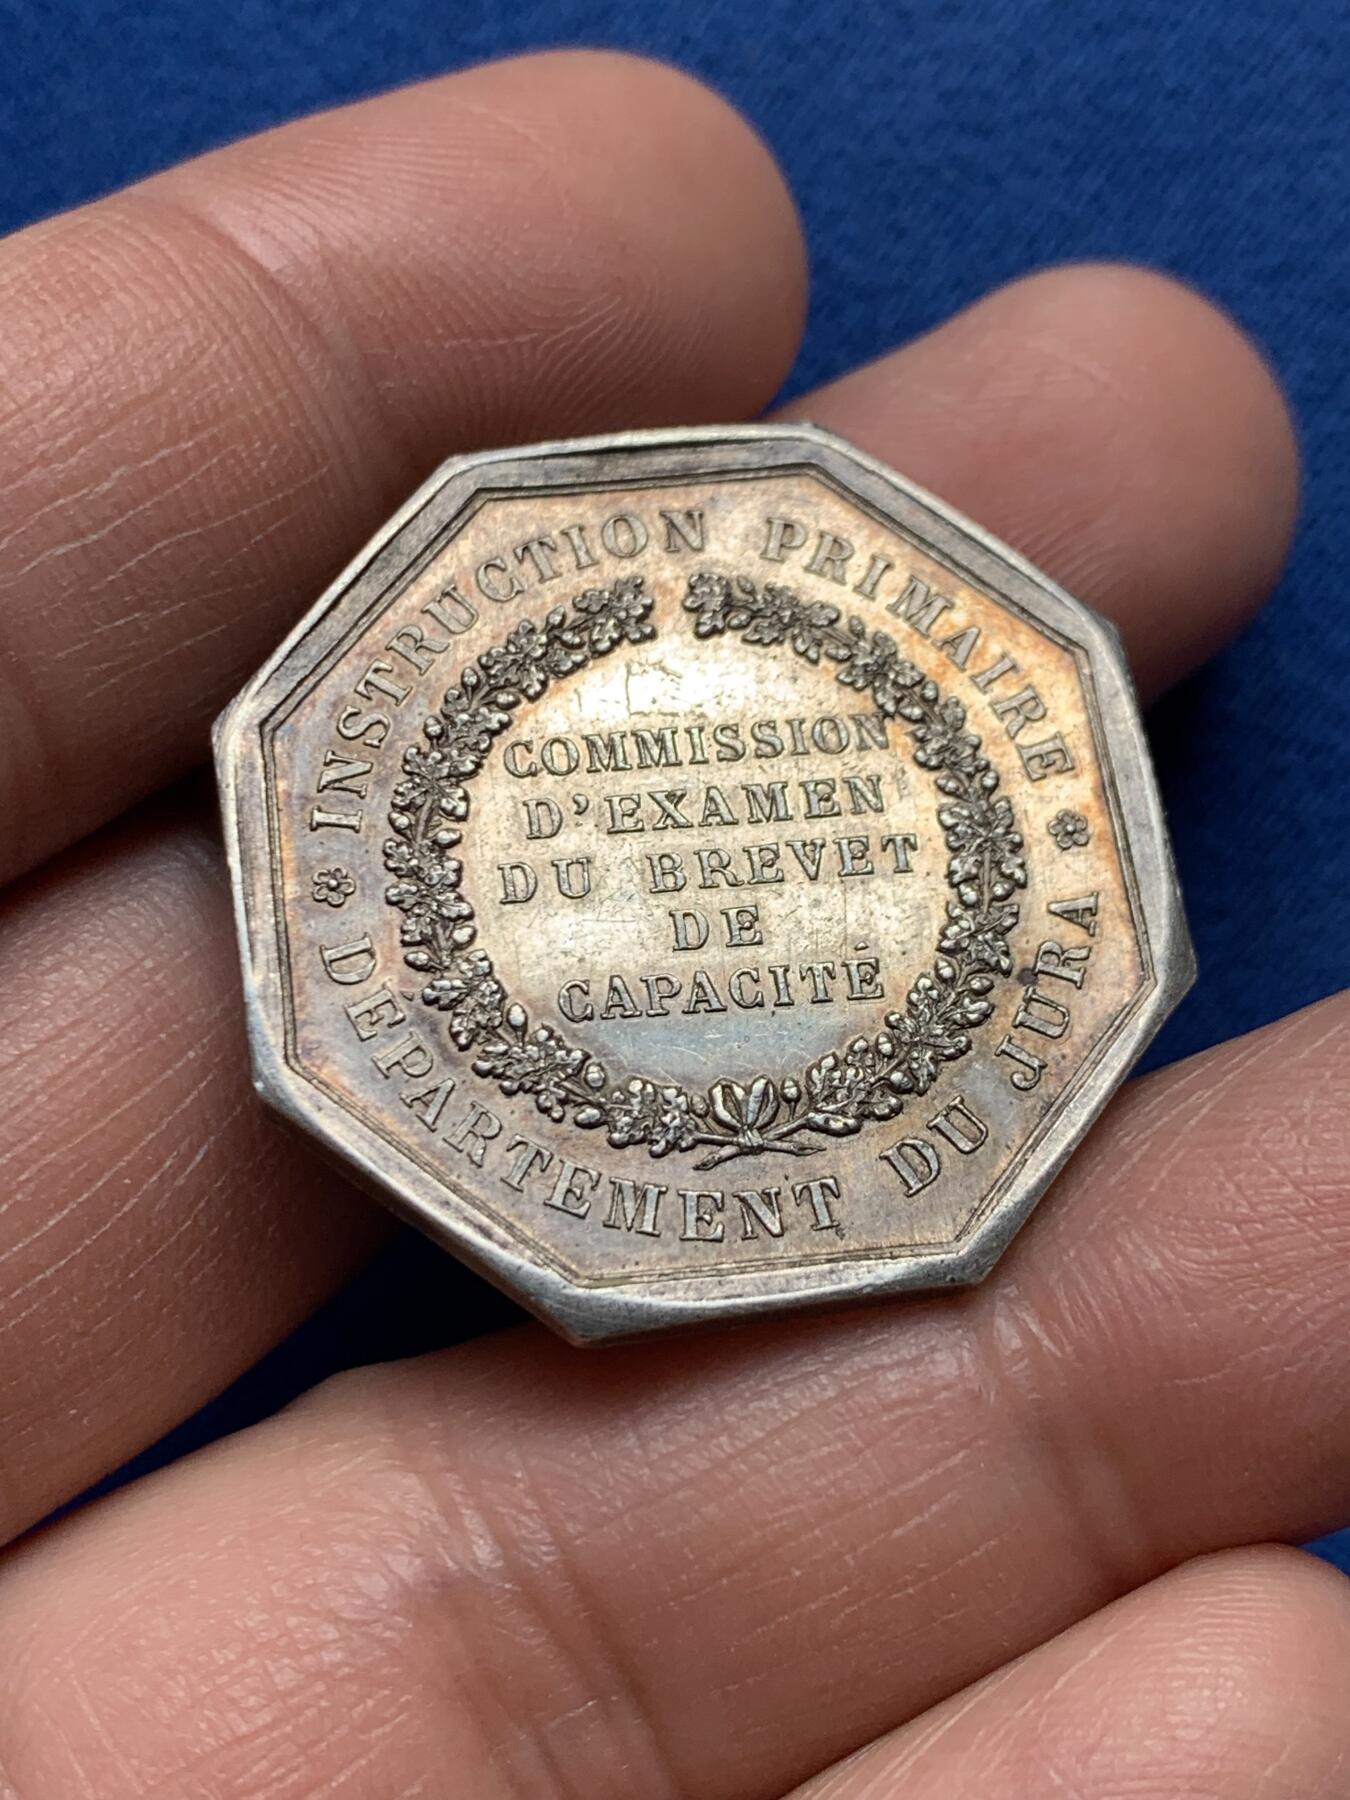 INSTRUCTION PRIMAIRE
COMMISSION
D'EXAMEN
DU BREVET
DE
CAPACITÉ
DÉPARTEMENT DU JURA